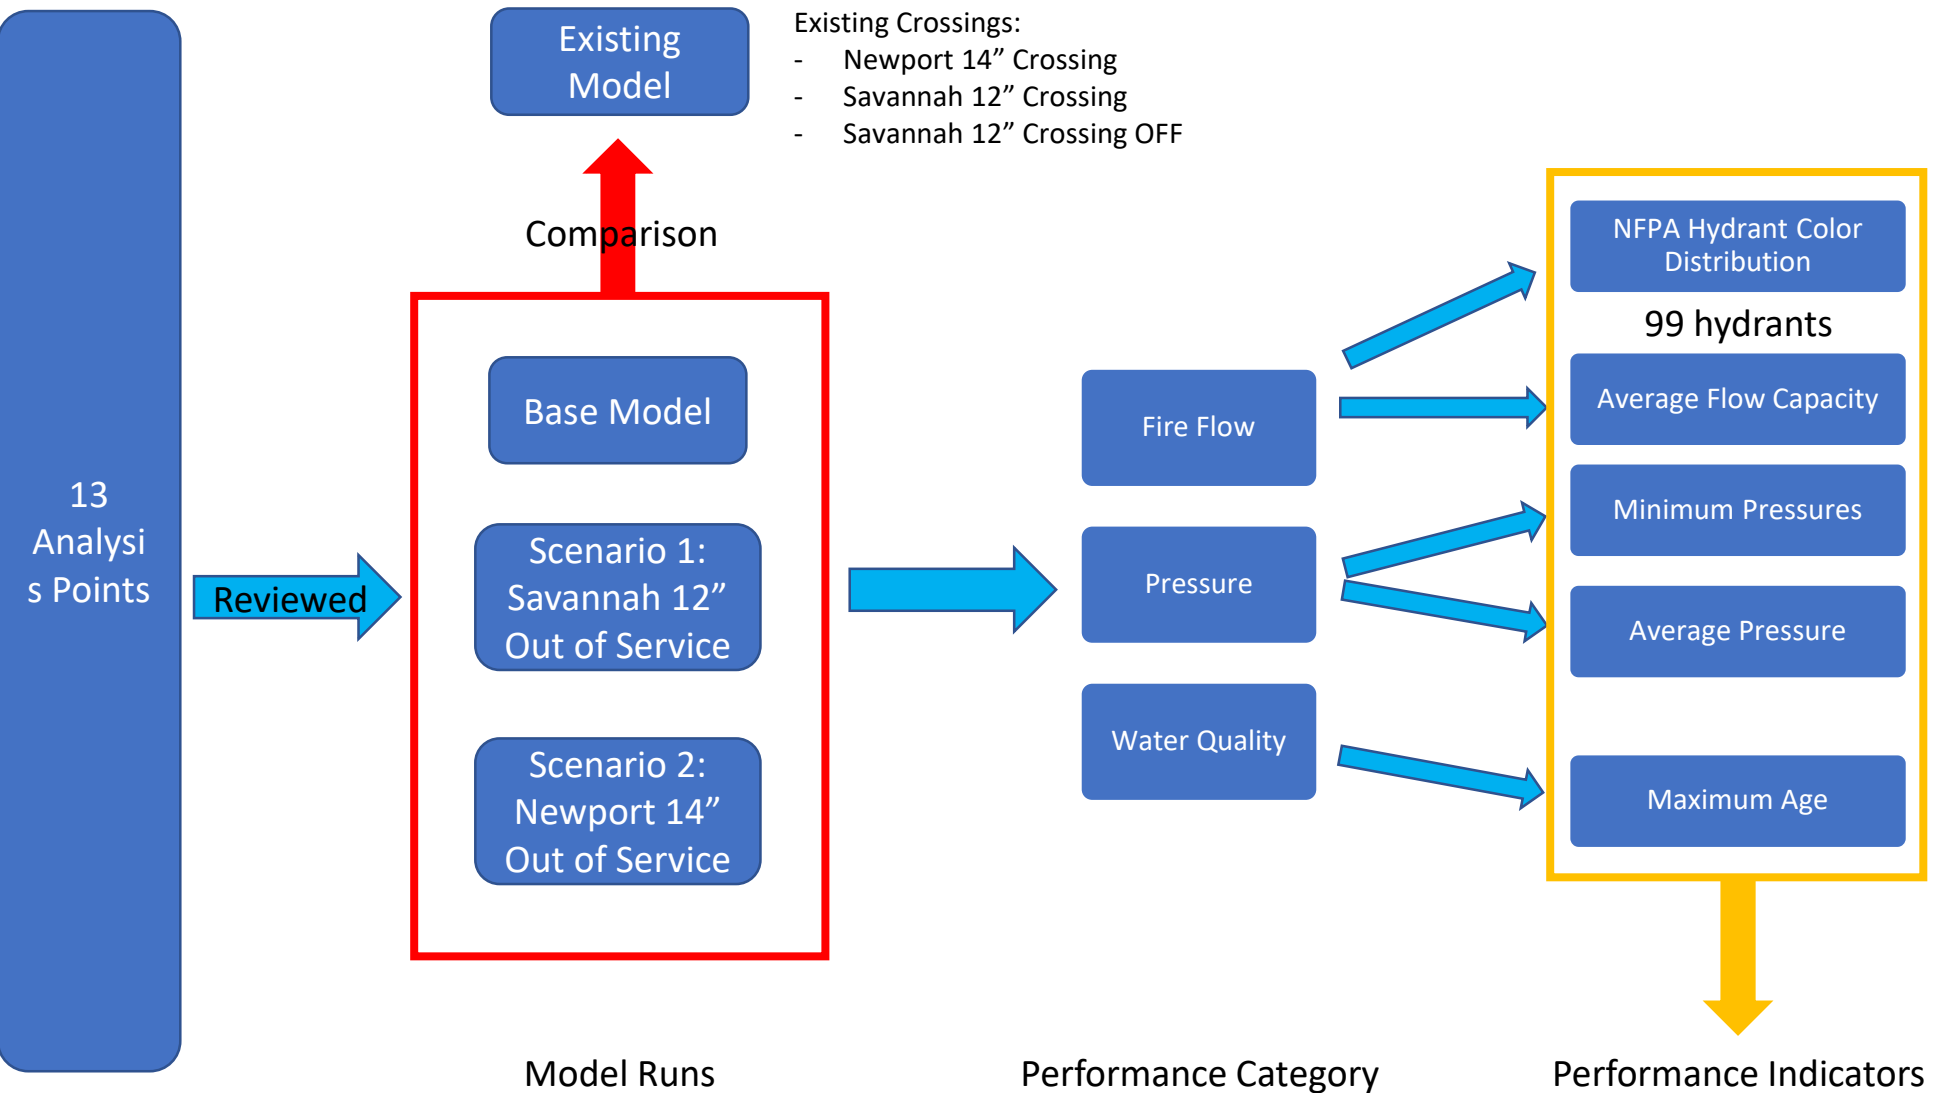 13
Analysi
s Points
Reviewed
Existing
Model
Existing Crossings:
- Newport 14” Crossing
- Savannah 12” Crossing
- Savannah 12” Crossing OFF
Comparison
Base Model
Scenario 1:
Savannah 12”
Out of Service
Scenario 2:
Newport 14”
Out of Service
Model Runs
Fire Flow
Pressure
Water Quality
Performance Category
NFPA Hydrant Color
Distribution
99 hydrants
Average Flow Capacity
Minimum Pressures
Average Pressure
Maximum Age
Performance Indicators